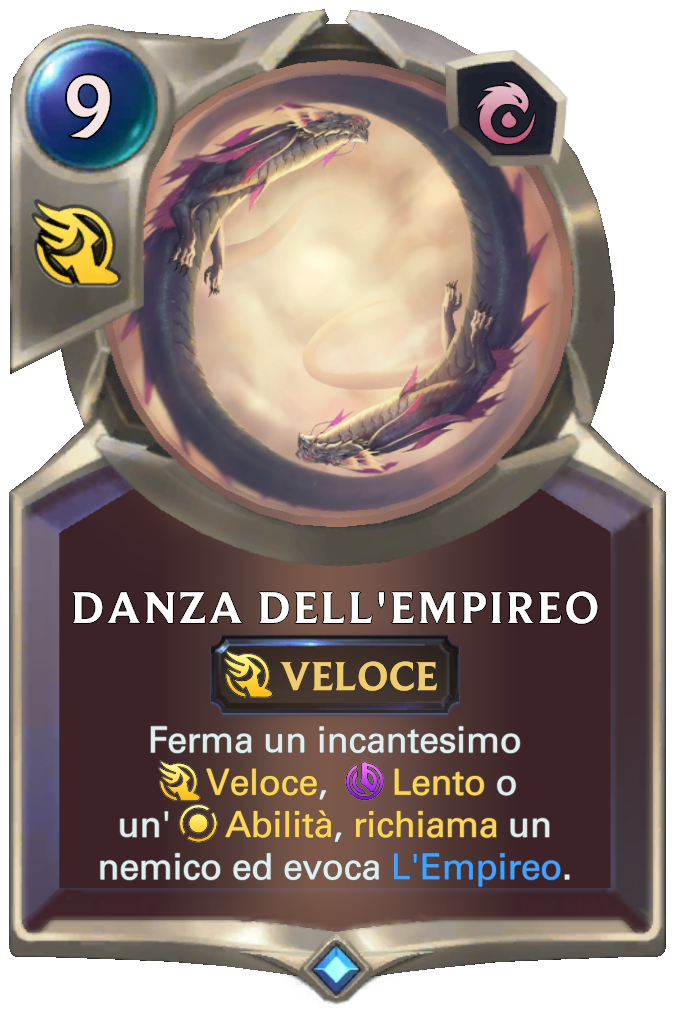 9
DANZA DELL'EMPIREO
VELOCE
Ferma un incantesimo
Veloce, Lento o
un' Abilità, richiama un
nemico ed evoca L'Empireo.